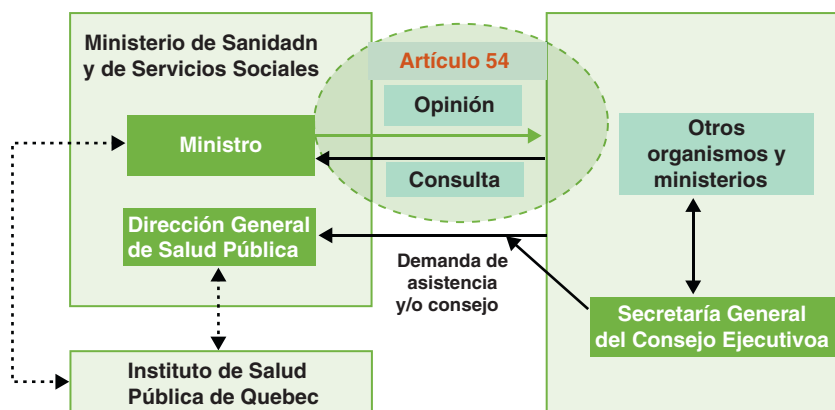 Ministerio de Sanidadn
y de Servicios Sociales
Artículo 54
Opinión
Ministro
Consulta
Otros
organismos y
ministerios
Dirección General
de Salud Pública
Demanda de
asistencia
y/o consejo
Secretaría General
del Consejo Ejecutivoa
Instituto de Salud
Pública de Quebec